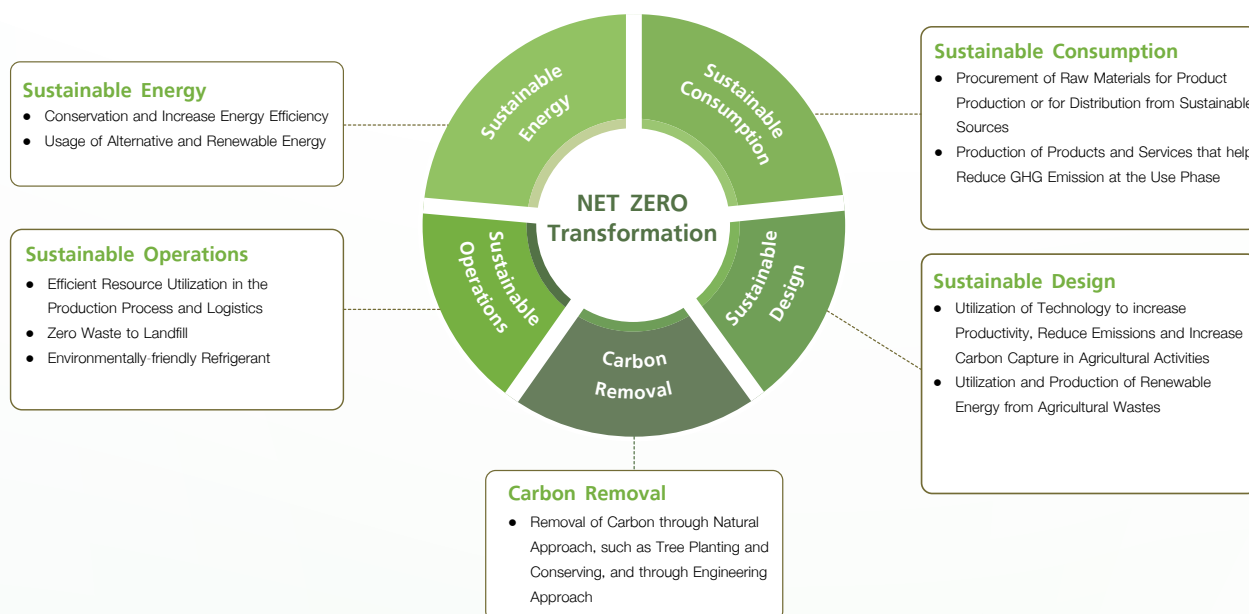 Sustainable Energy
● Conservation and Increase Energy Efficiency
● Usage of Alternative and Renewable Energy
Sustainable Operations
● Efficient Resource Utilization in the
Production Process and Logistics
● Zero Waste to Landfill
● Environmentally-friendly Refrigerant
Sustainable
Energy
Sustainable
Consumption
NET ZERO
Transformation
Sustainable
Operations
Sustainable
Design
Carbon
Removal
Sustainable Consumption
● Procurement of Raw Materials for Product
Production or for Distribution from Sustainable
Sources
● Production of Products and Services that help
Reduce GHG Emission at the Use Phase
Sustainable Design
● Utilization of Technology to increase
Productivity, Reduce Emissions and Increase
Carbon Capture in Agricultural Activities
● Utilization and Production of Renewable
Energy from Agricultural Wastes
Carbon Removal
● Removal of Carbon through Natural
Approach, such as Tree Planting and
Conserving, and through Engineering
Approach